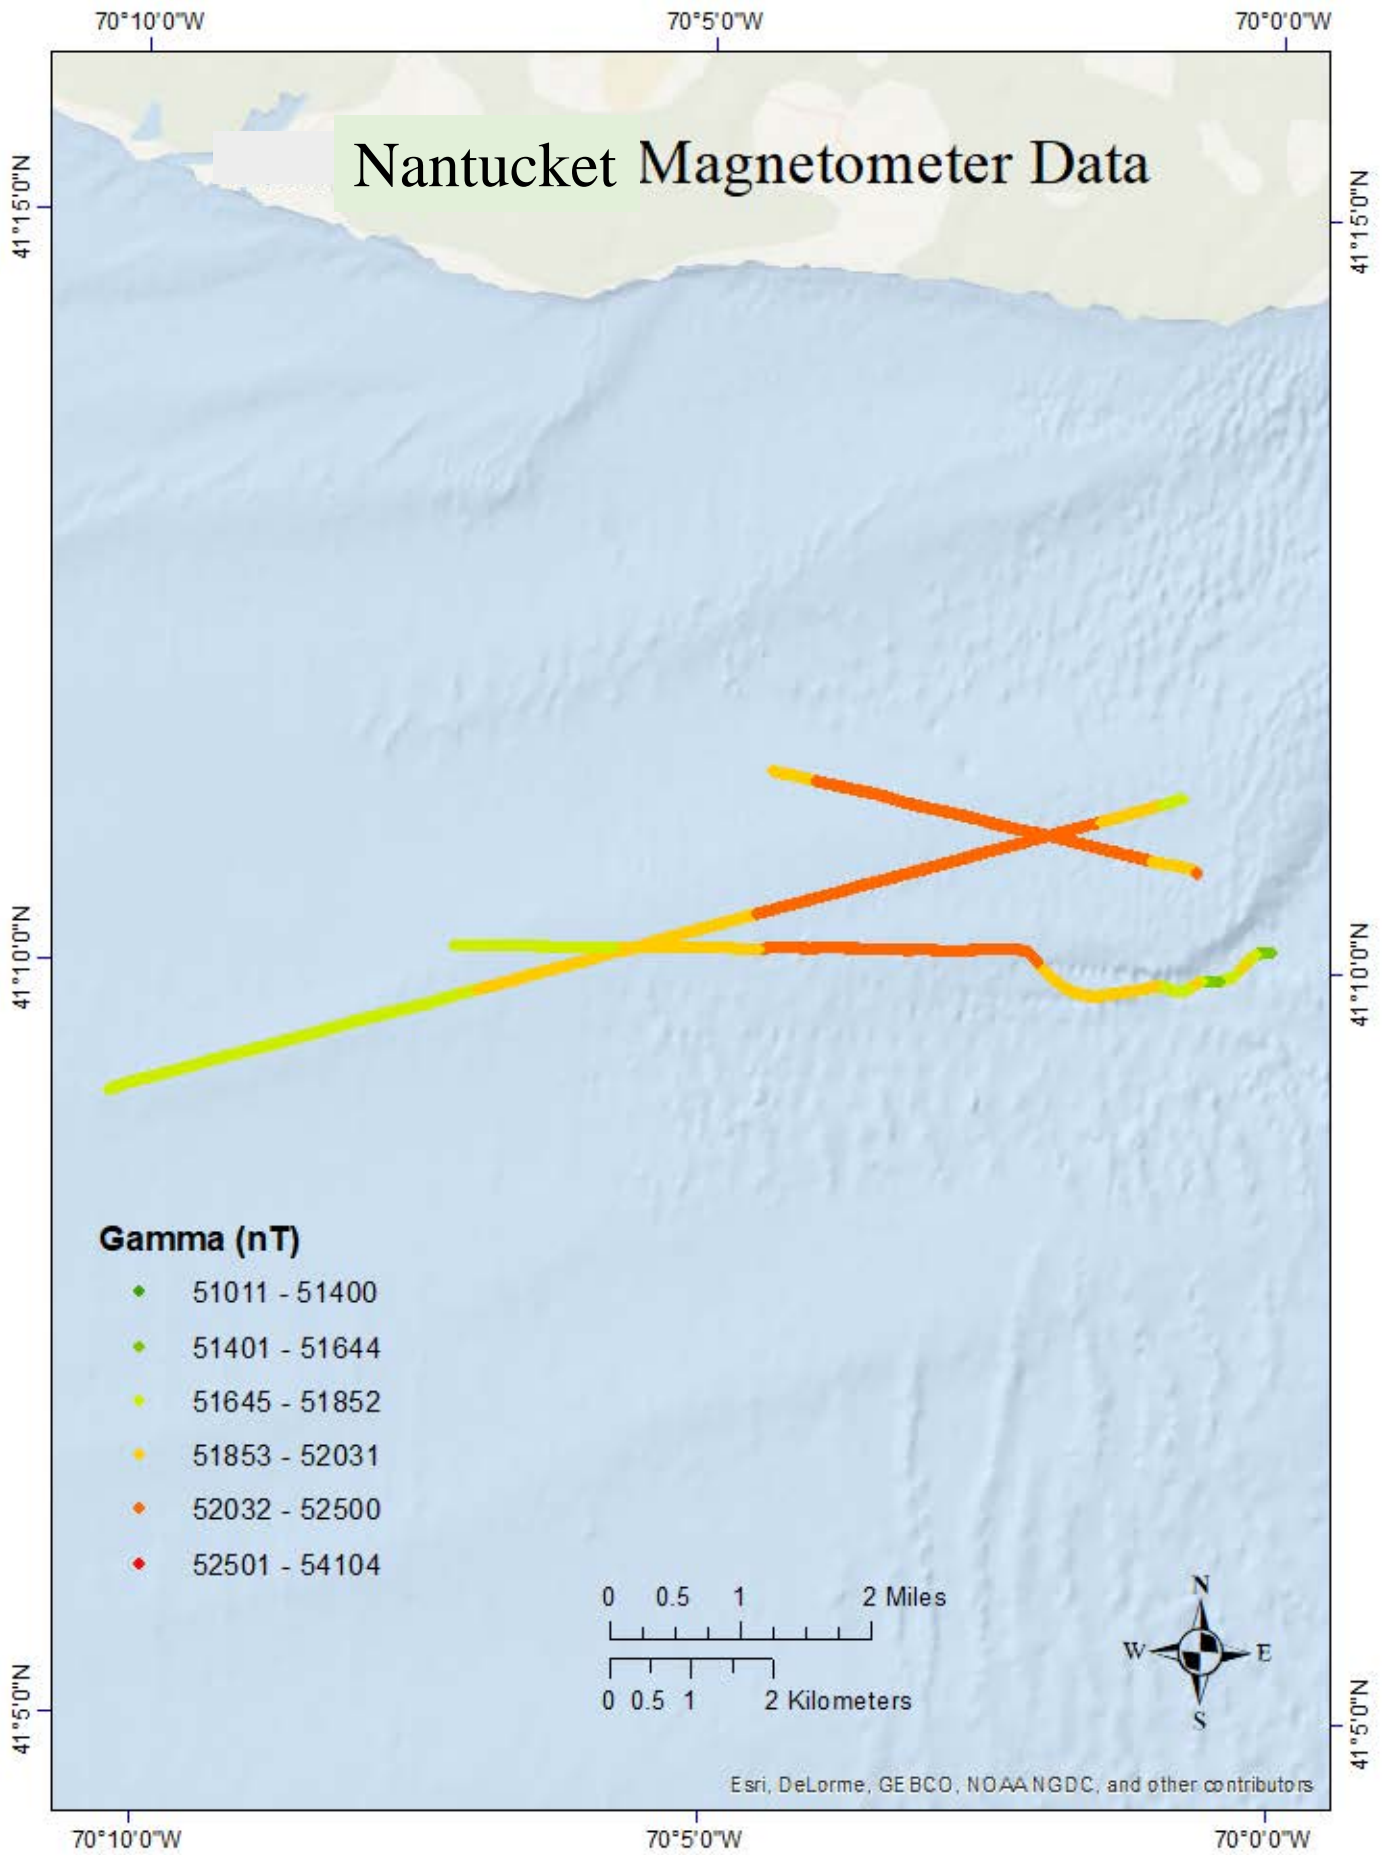 70°10'0"W 70°5'0"W 70°0'0"W
Nantucket Magnetometer Data
41°15'0"N
41°15'0"N
41°10'0"N
41°10'0"N
Gamma (nT)
51011 - 51400
51401 - 51644
51645 - 51852
51853 - 52031
52032 - 52500
52501 - 54104
0 0.5 1 2 Miles
0 0.5 1 2 Kilometers
N
W E
S
41°5'0"N
41°5'0"N
Esri, DeLorme, GEBCO, NOAA NGDC, and other contributors
70°10'0"W 70°5'0"W 70°0'0"W